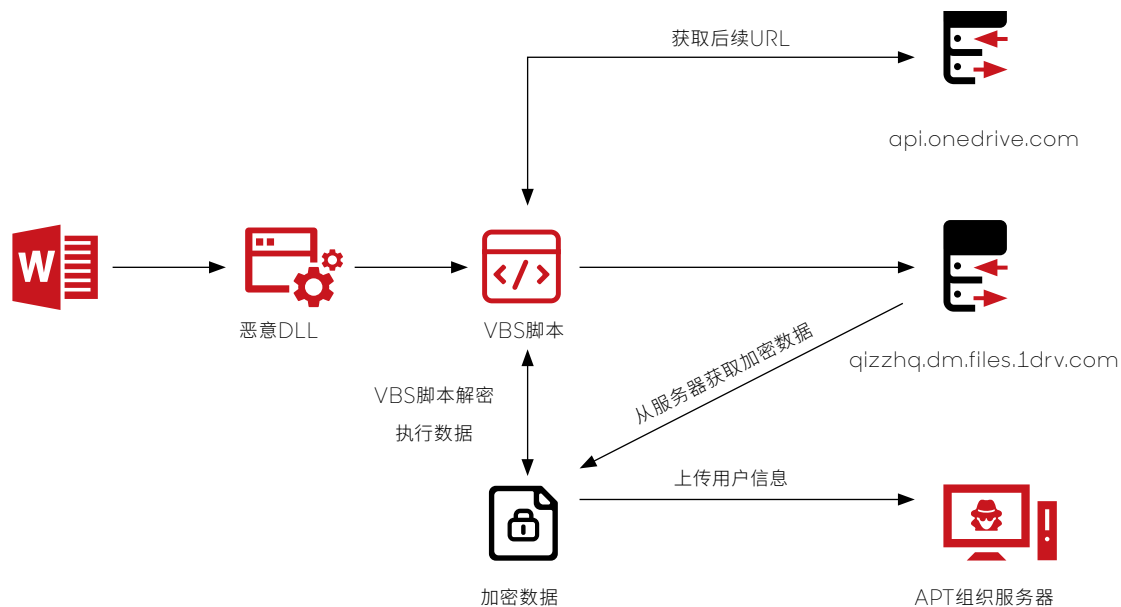 获取后续URL
api.onedrive.com
W
恶意DLL
VBS脚本
qizzhq.dm.files.1drv.com
从服务器获取加密数据
VBS脚本解密
执行数据
上传用户信息
加密数据
APT组织服务器